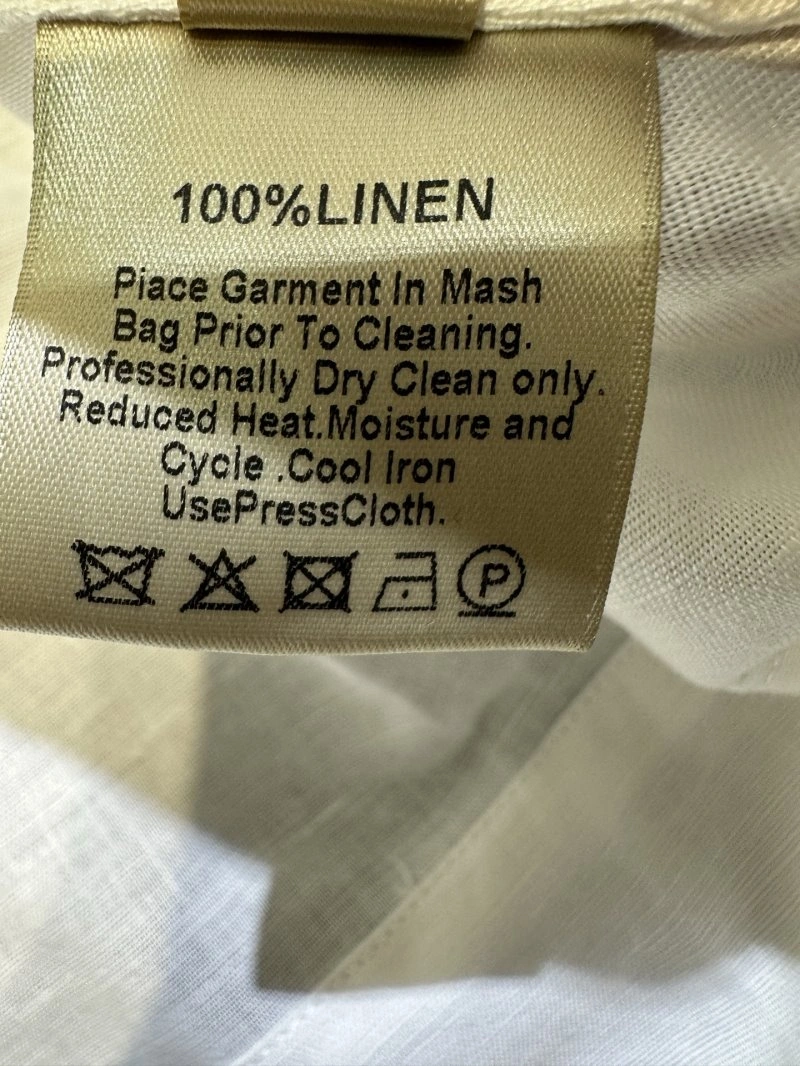 100%LINEN
Piace Garment In Mash
Bag Prior To Cleaning.
Professionally Dry Clean only.
Reduced Heat.Moisture and
Cycle .Cool Iron
UsePressCloth.
P